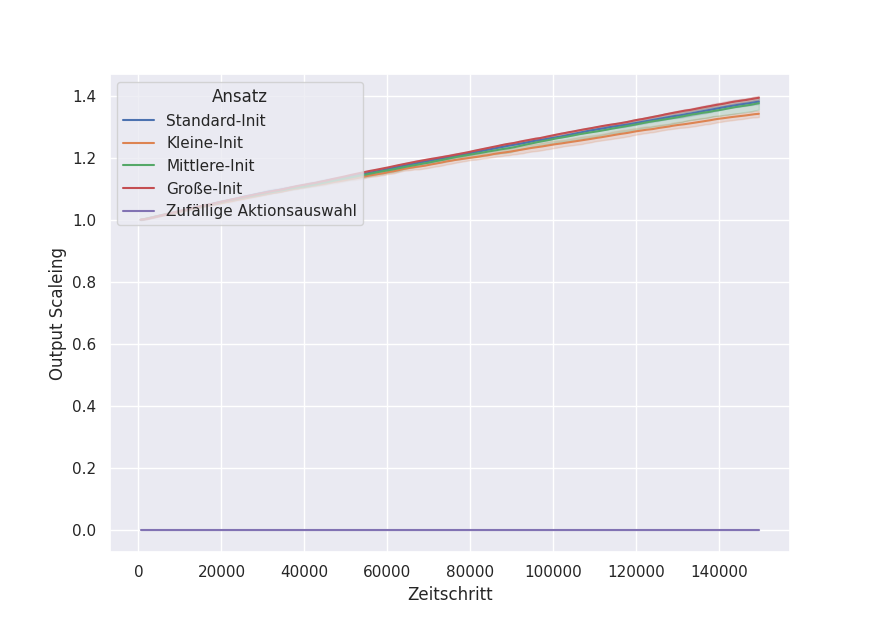 Ansatz
Standard-Init
Kleine-Init
Mittlere-Init
Große-Init
Zufällige Aktionsauswahl
1.4
1.2
1.0
0.8
0.6
0.4
0.2
0.0
Output Scaleing
0 20000 40000 60000 80000 100000 120000 140000
Zeitschritt